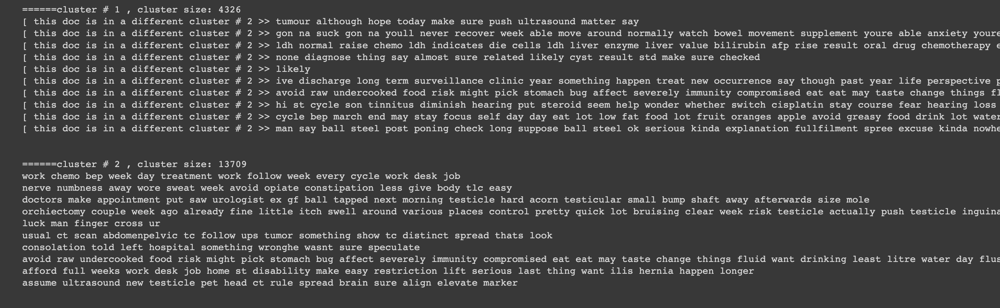 ======cluster # 1 , cluster size: 4326
[ this doc is in a different cluster # 2 >> tumour although hope today make sure push ultrasound matter say
[ this doc is in a different cluster # 2 >> gon na suck gon na youll never recover week able move around normally watch bowel movement supplement youre able anxiety youre
[ this doc is in a different cluster # 2 >> ldh normal raise chemo ldh indicates die cells ldh liver enzyme liver value bilirubin afp rise result oral drug chemotherapy e
[ this doc is in a different cluster # 2 >> none diagnose thing say almost sure related likely cyst result std make sure checked
[ this doc is in a different cluster # 2 >> likely
[ this doc is in a different cluster # 2 >> ive discharge long term surveillance clinic year something happen treat new occurrence say though past year life perspective p
[ this doc is in a different cluster # 2 >> avoid raw undercooked food risk might pick stomach bug affect severely immunity compromised eat eat may taste change things fl
[ this doc is in a different cluster # 2 >> hi st cycle son tinnitus diminish hearing put steroid seem help wonder whether switch cisplatin stay course fear hearing loss
[ this doc is in a different cluster # 2 >> cycle bep march end may stay focus self day day eat lot low fat food lot fruit oranges apple avoid greasy food drink lot water
[ this doc is in a different cluster # 2 >> man say ball steel post poning check long suppose ball steel ok serious kinda explanation fullfilment spree excuse kinda nowhe
======cluster # 2 , cluster size: 13709
work chemo bep week day treatment work follow week every cycle work desk job
nerve numbness away wore sweat week avoid opiate constipation less give body tlc easy
doctors make appointment put saw urologist ex gf ball tapped next morning testicle hard acorn testicular small bump shaft away afterwards size mole
orchiectomy couple week ago already fine little itch swell around various places control pretty quick lot bruising clear week risk testicle actually push testicle inguina
luck man finger cross ur
usual ct scan abdomenpelvic tc follow ups tumor something show tc distinct spread thats look
consolation told left hospital something wronghe wasnt sure speculate
avoid raw undercooked food risk might pick stomach bug affect severely immunity compromised eat eat may taste change things fluid want drinking least litre water day flus
afford full weeks work desk job home st disability make easy restriction lift serious last thing want ilis hernia happen longer
assume ultrasound new testicle pet head ct rule spread brain sure align elevate marker